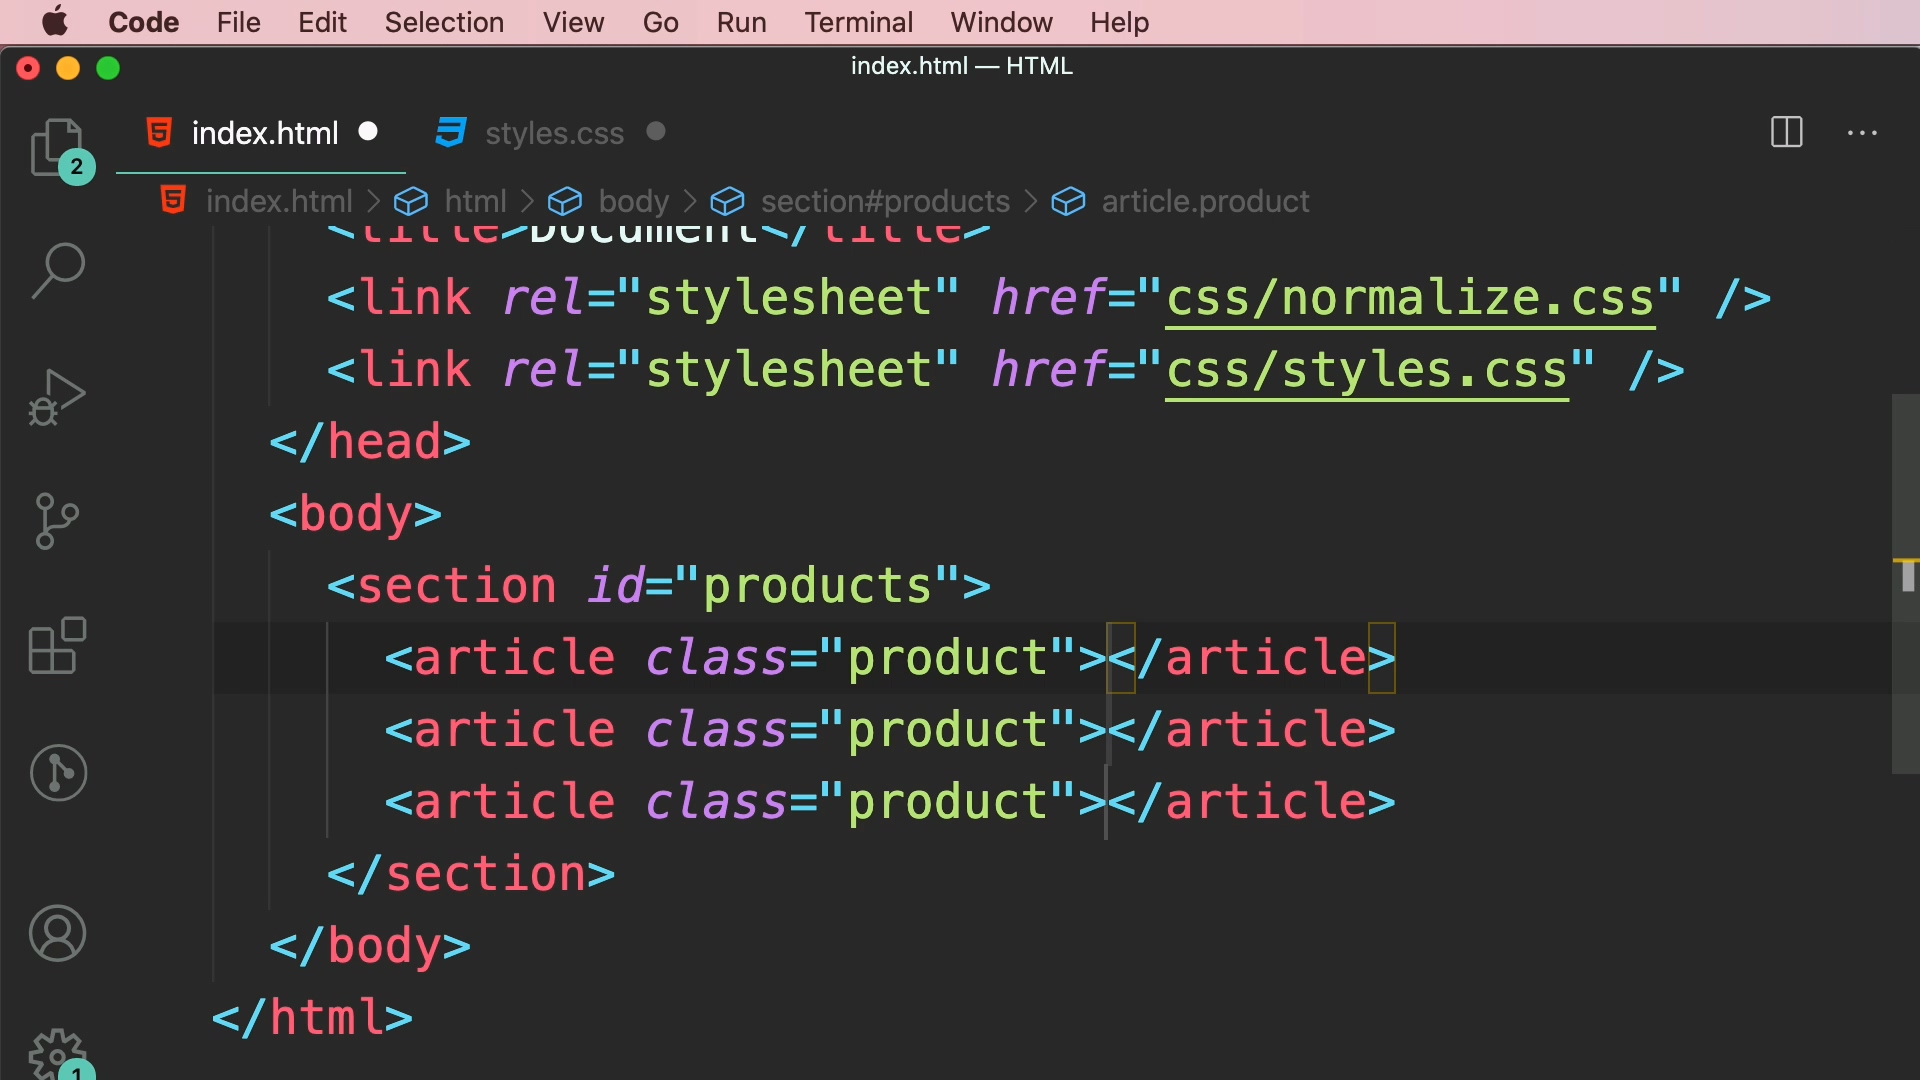 Code File Edit Selection View Go Run Terminal Window Help
index.html — HTML
index.html styles.css
2
index.html > html > body > section#products > article.product
<title>Document</title>
<link rel="stylesheet" href="css/normalize.css" />
<link rel="stylesheet" href="css/styles.css" />
</head>
<body>
<section id="products">
<article class="product"></article>
<article class="product"></article>
<article class="product"></article>
</section>
</body>
</html>
1